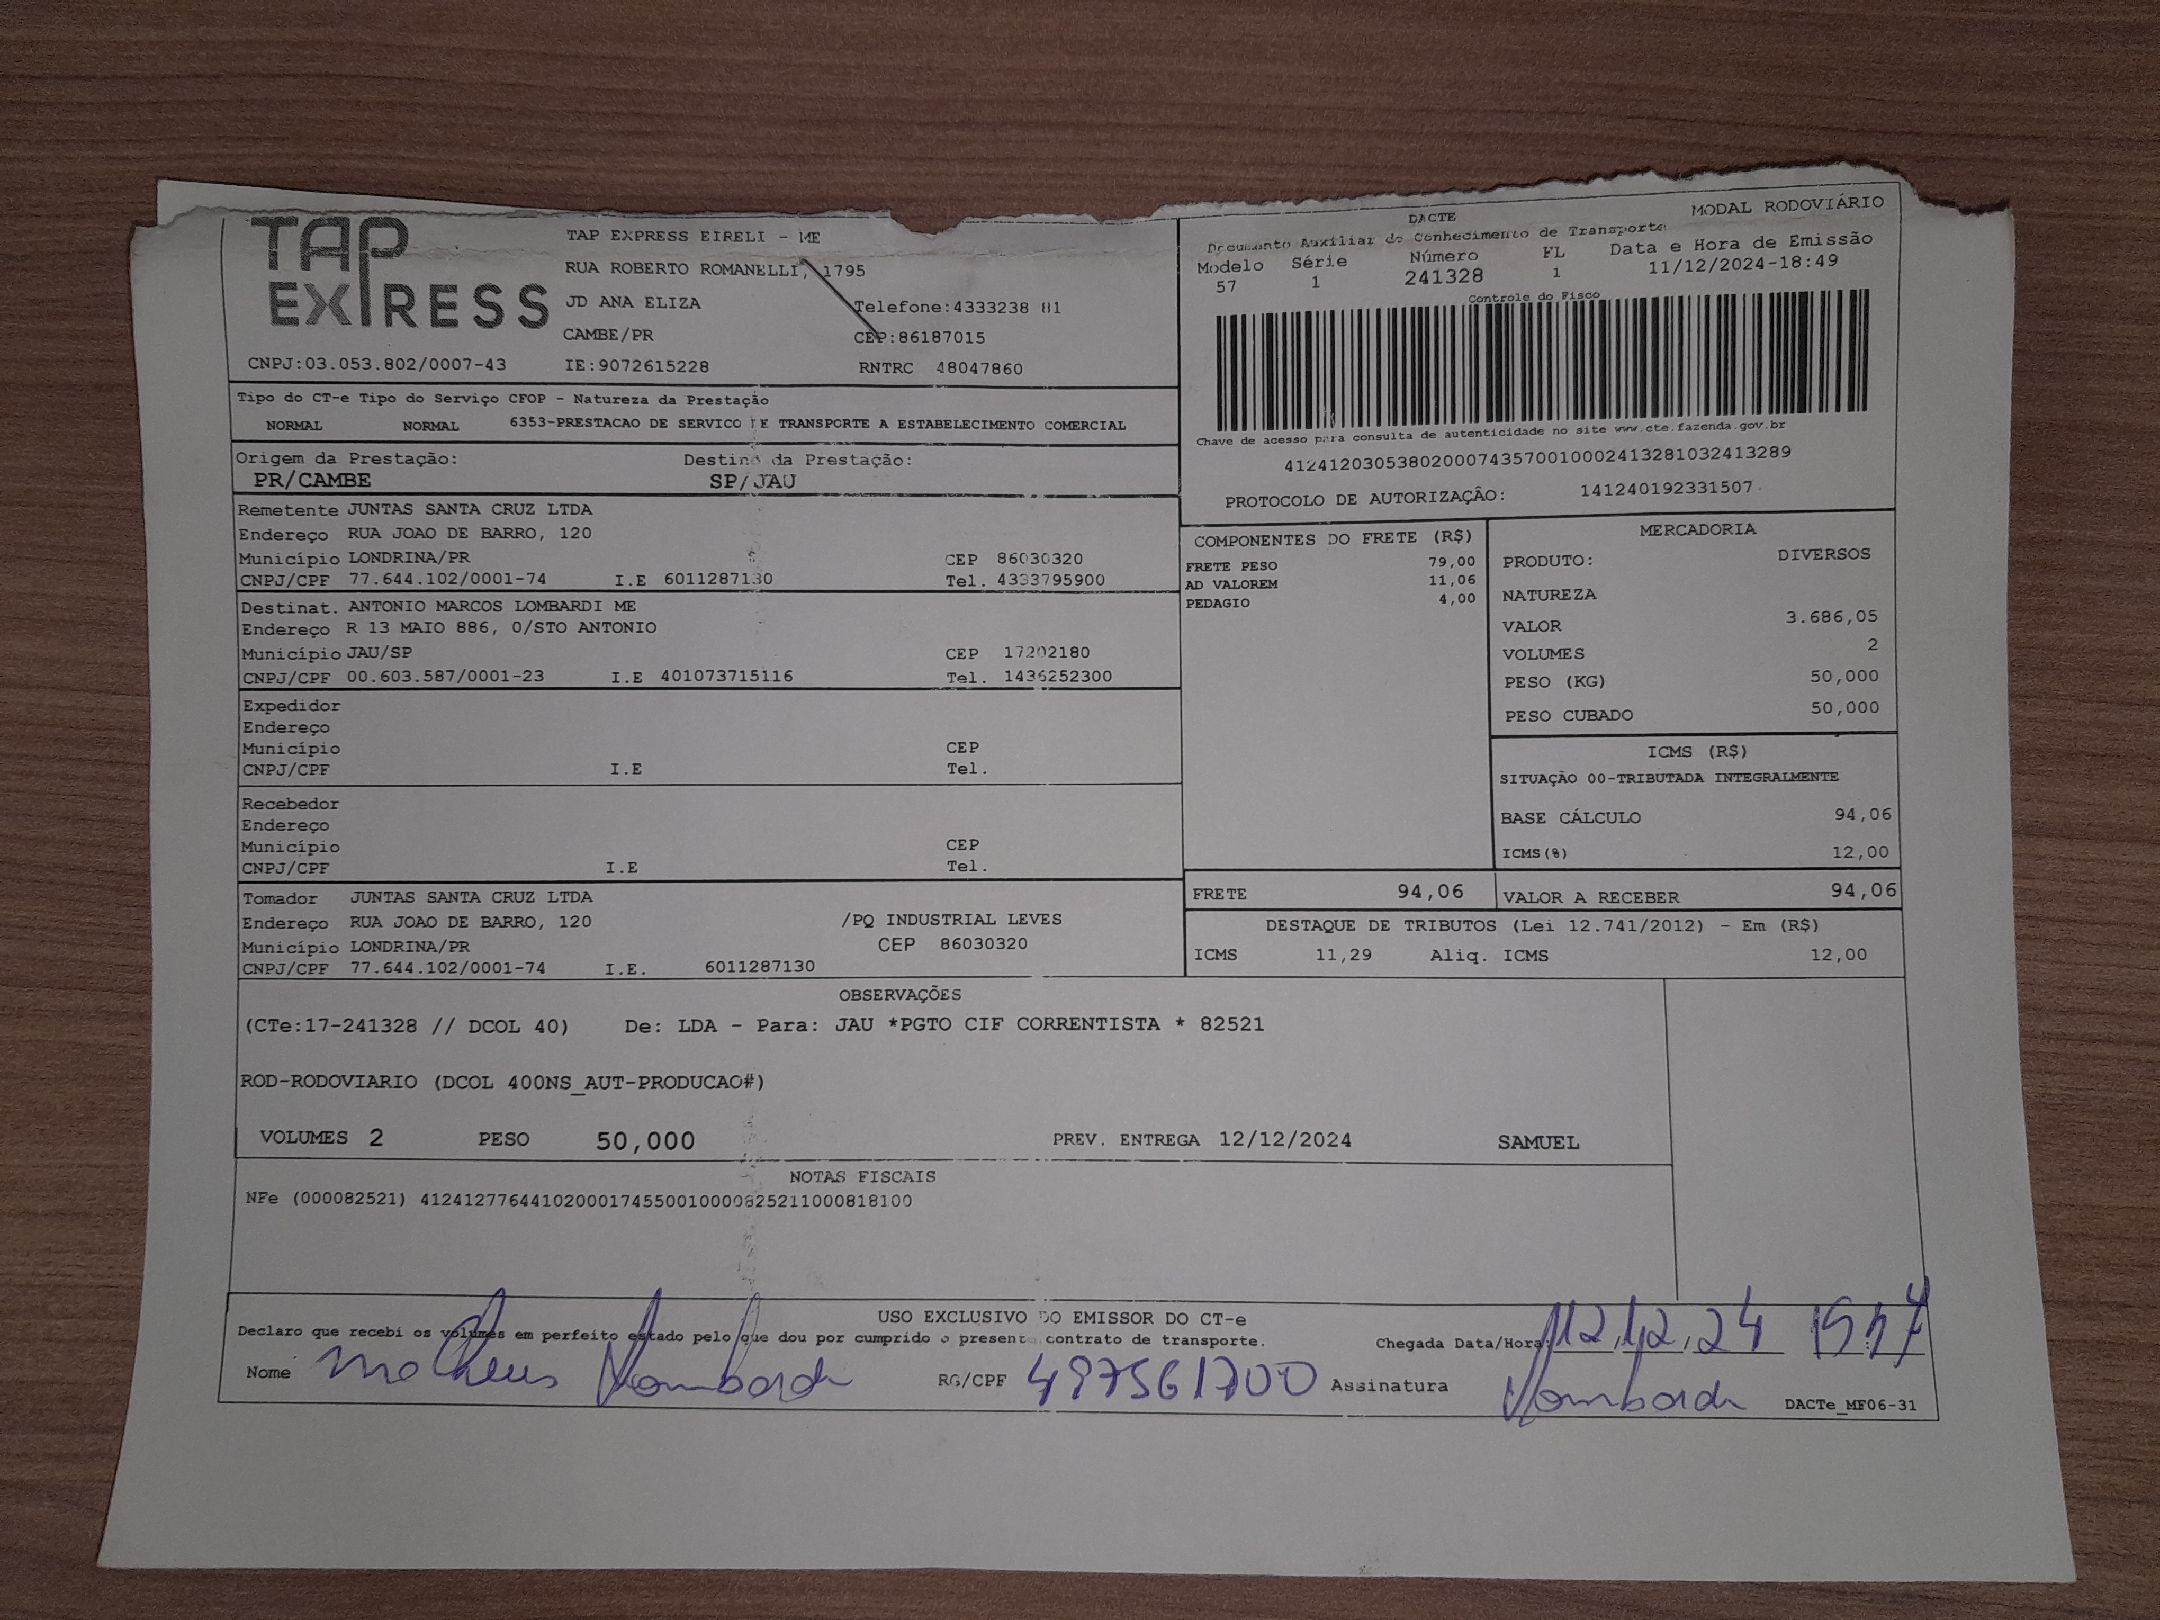 TAP
EXPRESS
TAP EXPRESS EIRELI - ME
RUA ROBERTO ROMANELLI, 1795
JD ANA ELIZA
Telefone:4333238 81
CAMBE/PR
CEP:86187015
CNPJ:03.053.802/0007-43
IE:9072615228
RNTRC 48047860
DACTE
MODAL RODOVIÁRIO
Documento Auxiliar do Conhecimento de Transporte
Modelo Série Número FL Data e Hora de Emissão
57 1 241328 1 11/12/2024-18:49
Controle do Fisco
Chave de acesso para consulta de autenticidade no site www.cte.fazenda.gov.br
41241203053802000743570010002413281032413289
PROTOCOLO DE AUTORIZAÇÂO: 141240192331507
Tipo do CT-e Tipo do Serviço CFOP - Natureza da Prestação
NORMAL NORMAL 6353-PRESTACAO DE SERVICO DE TRANSPORTE A ESTABELECIMENTO COMERCIAL
Origem da Prestação: Destino da Prestação:
PR/CAMBE SP/JAU
Remetente JUNTAS SANTA CRUZ LTDA
Endereço RUA JOAO DE BARRO, 120
Município LONDRINA/PR CEP 86030320
CNPJ/CPF 77.644.102/0001-74 I.E 6011287130 Tel. 4333795900
Destinat. ANTONIO MARCOS LOMBARDI ME
Endereço R 13 MAIO 886, 0/STO ANTONIO
Município JAU/SP CEP 17202180
CNPJ/CPF 00.603.587/0001-23 I.E 401073715116 Tel. 1436252300
Expedidor
Endereço
Município CEP
CNPJ/CPF I.E Tel.
Recebedor
Endereço
Município CEP
CNPJ/CPF I.E Tel.
Tomador JUNTAS SANTA CRUZ LTDA
Endereço RUA JOAO DE BARRO, 120 /PQ INDUSTRIAL LEVES
Município LONDRINA/PR CEP 86030320
CNPJ/CPF 77.644.102/0001-74 I.E. 6011287130
COMPONENTES DO FRETE (R$)
FRETE PESO 79,00
AD VALOREM 11,06
PEDAGIO 4,00
MERCADORIA
PRODUTO: DIVERSOS
NATUREZA
VALOR 3.686,05
VOLUMES 2
PESO (KG) 50,000
PESO CUBADO 50,000
ICMS (R$)
SITUAÇÃO 00-TRIBUTADA INTEGRALMENTE
BASE CÁLCULO 94,06
ICMS(%) 12,00
FRETE 94,06 VALOR A RECEBER 94,06
DESTAQUE DE TRIBUTOS (Lei 12.741/2012) - Em (R$)
ICMS 11,29 Aliq. ICMS 12,00
OBSERVAÇÕES
(CTe:17-241328 // DCOL 40) De: LDA - Para: JAU *PGTO CIF CORRENTISTA * 82521
ROD-RODOVIARIO (DCOL 400NS_AUT-PRODUCAO#)
VOLUMES 2 PESO 50,000 PREV. ENTREGA 12/12/2024 SAMUEL
NOTAS FISCAIS
NFe (000082521) 41241277644102000174550010000825211000818100
USO EXCLUSIVO DO EMISSOR DO CT-e
Declaro que recebi os volumes em perfeito estado pelo que dou por cumprido o presente contrato de transporte.
Chegada Data/Hora: 12,12,24
Nome Matheus Lombardi RG/CPF 497561700 Assinatura Lombardi
DACTe_MF06-31